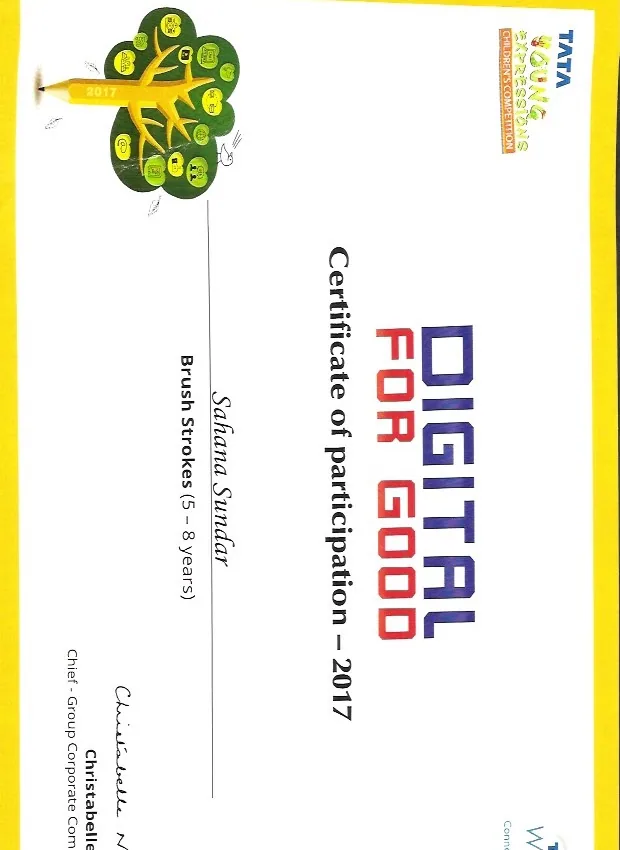 TATA
YOUNG
EXPRESSIONS
CHILDREN'S COMPETITION
DIGITAL
FOR GOOD
Certificate of participation – 2017
Sahana Sundar
Brush Strokes (5 – 8 years)
2017
Christabelle N
Christabelle
Chief - Group Corporate Com